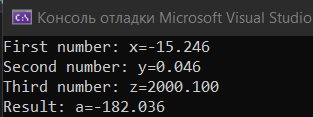 Консоль отладки Microsoft Visual Studio
First number: x=-15.246
Second number: y=0.046
Third number: z=2000.100
Result: a=-182.036